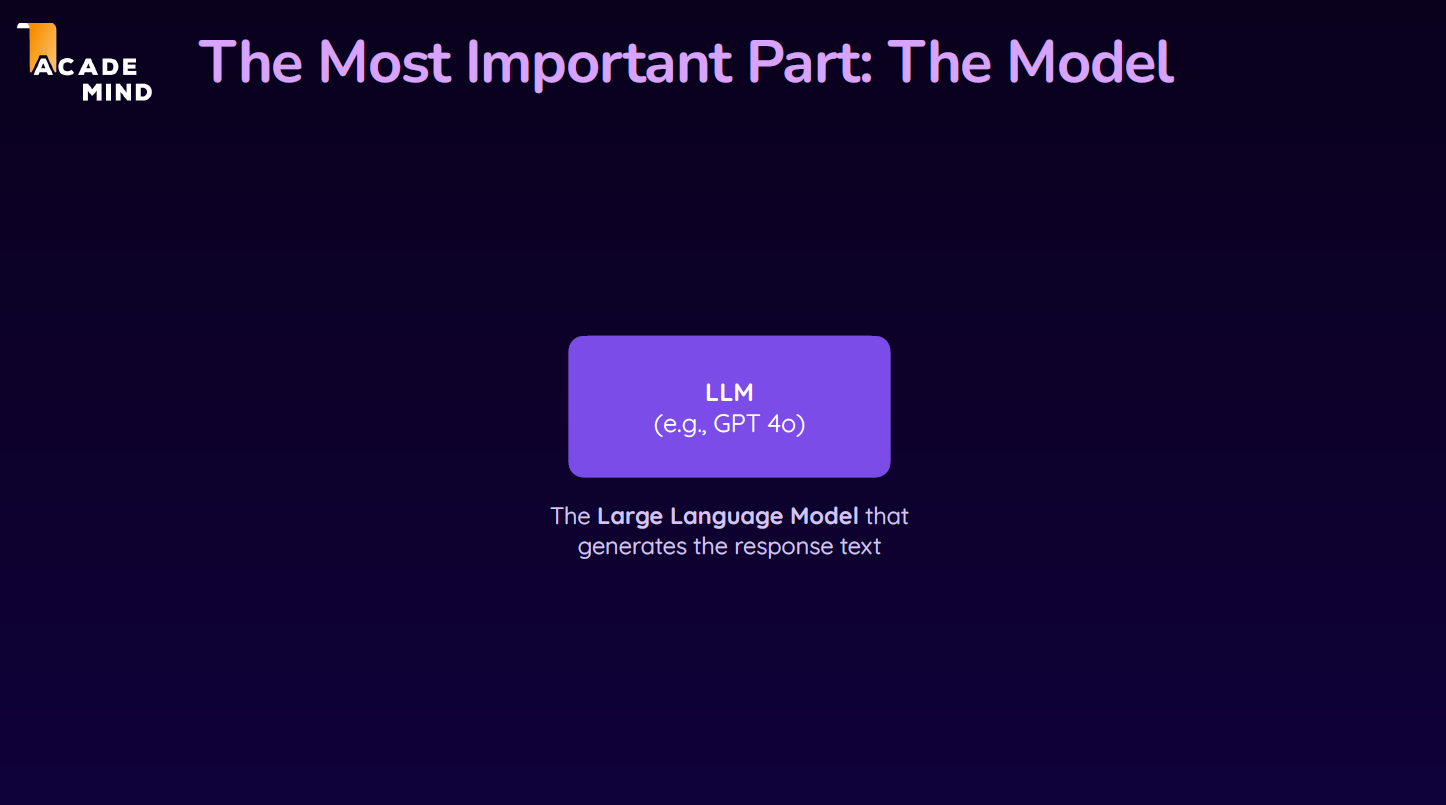 ACADE
MIND
The Most Important Part: The Model
LLM
(e.g., GPT 4o)
The Large Language Model that
generates the response text